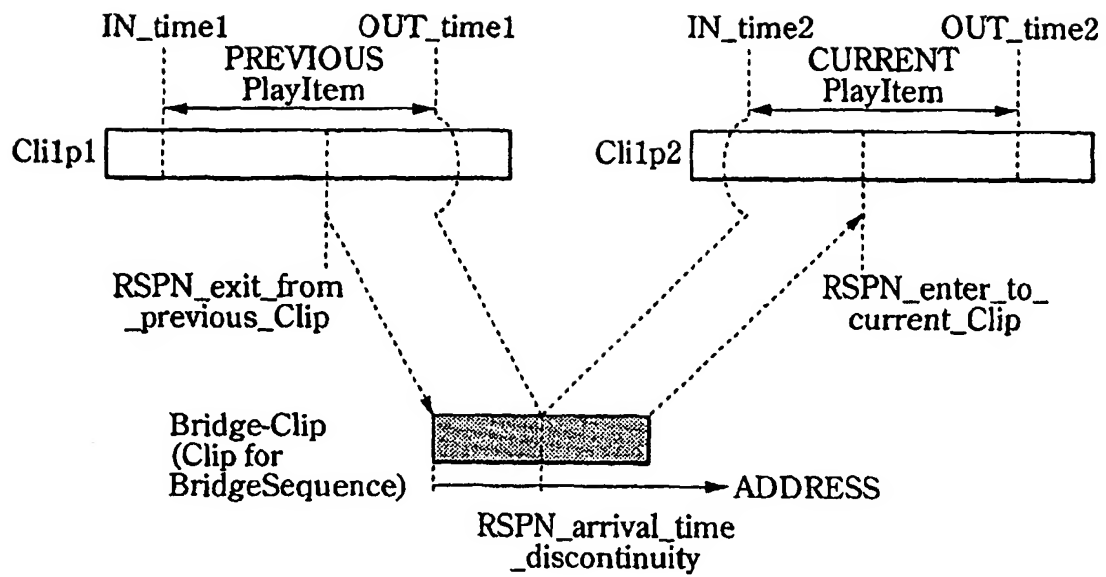 IN_time1
OUT_time1
IN_time2
OUT_time2
PREVIOUS
PlayItem
CURRENT
PlayItem
Cli1p1
Cli1p2
RSPN_exit_from
_previous_Clip
RSPN_enter_to_
current_Clip
Bridge-Clip
(Clip for
BridgeSequence)
ADDRESS
RSPN_arrival_time
_discontinuity